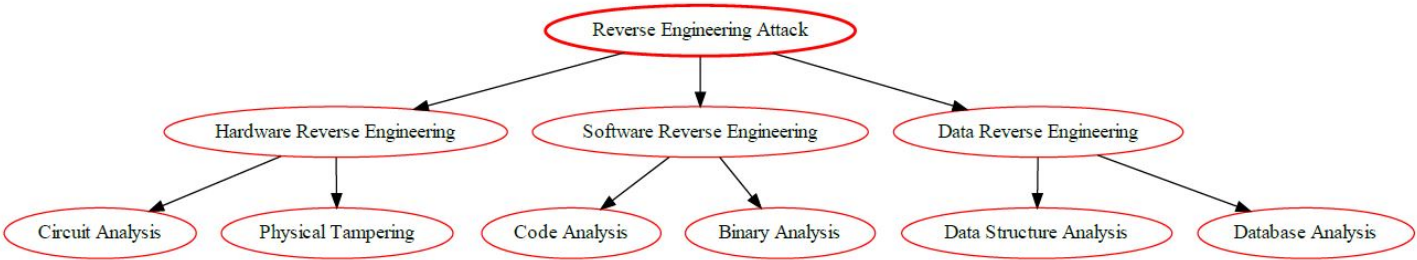 Reverse Engineering Attack
Hardware Reverse Engineering
Software Reverse Engineering
Data Reverse Engineering
Circuit Analysis
Physical Tampering
Code Analysis
Binary Analysis
Data Structure Analysis
Database Analysis